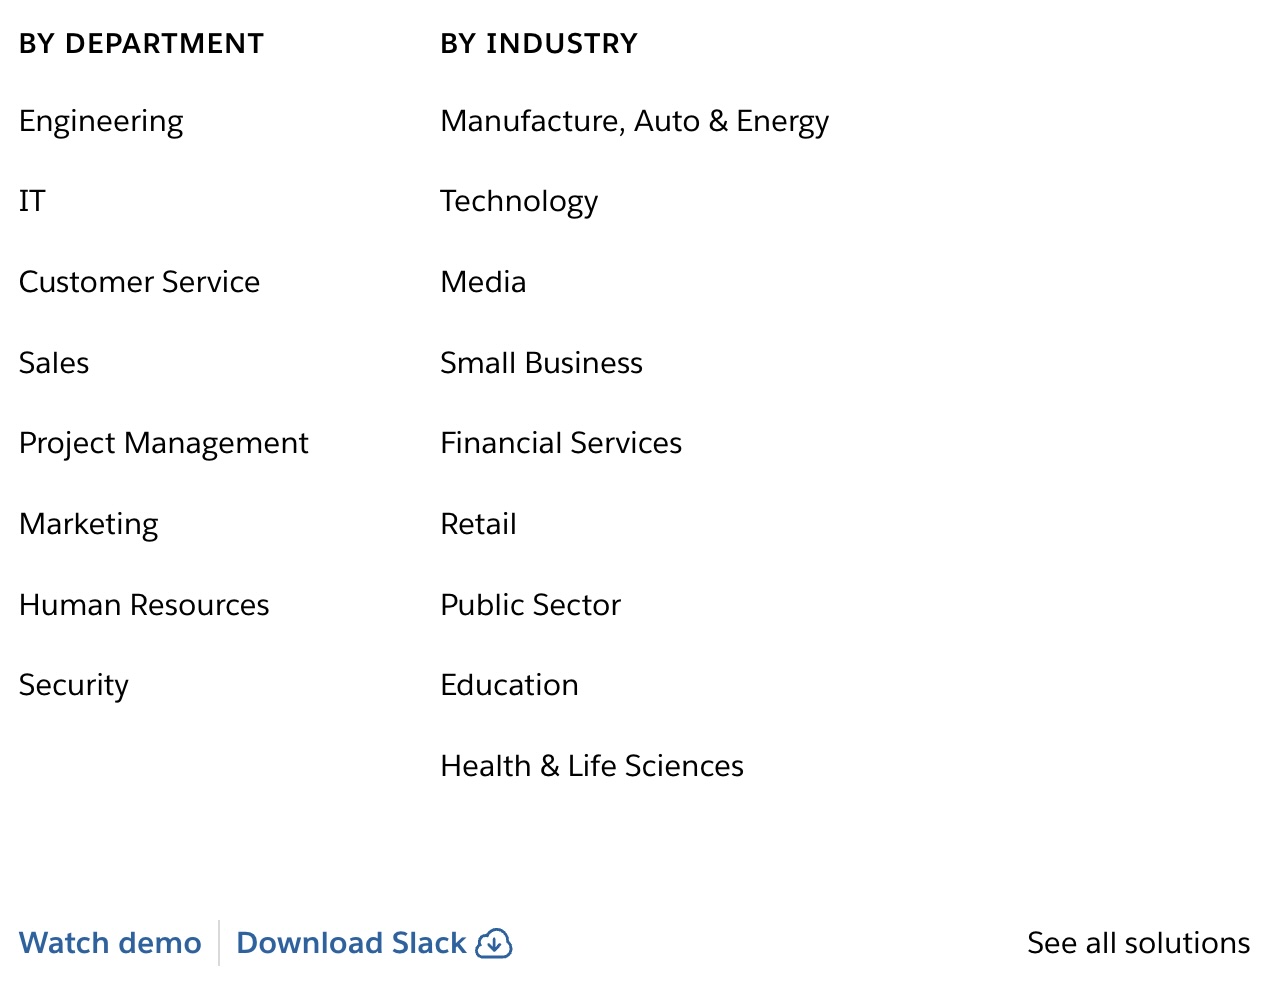 BY DEPARTMENT
Engineering
IT
Customer Service
Sales
Project Management
Marketing
Human Resources
Security
BY INDUSTRY
Manufacture, Auto & Energy
Technology
Media
Small Business
Financial Services
Retail
Public Sector
Education
Health & Life Sciences
Watch demo
Download Slack
See all solutions